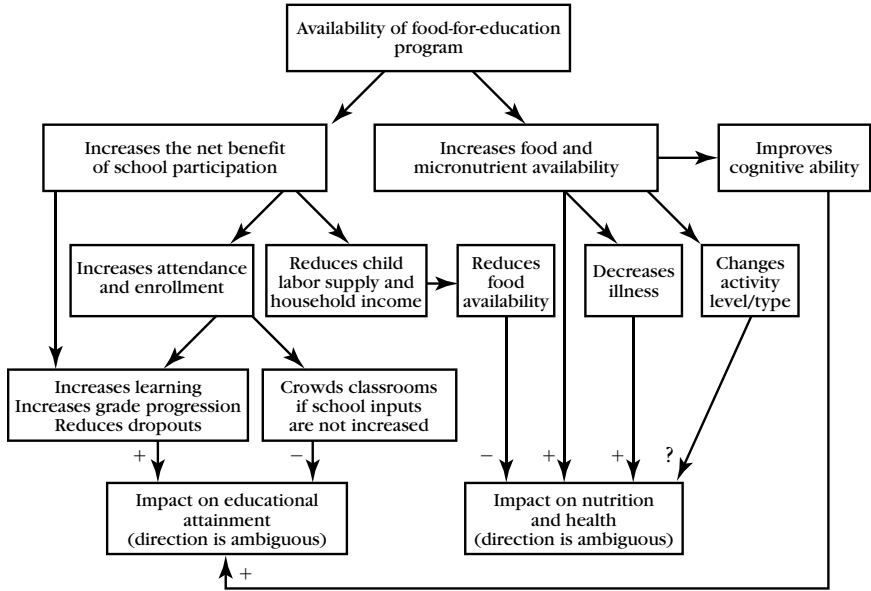 Availability of food-for-education
program
Increases the net benefit
of school participation
Increases food and
micronutrient availability
Improves
cognitive ability
Increases attendance
and enrollment
Reduces child
labor supply and
household income
Reduces
food
availability
Decreases
illness
Changes
activity
level/type
Increases learning
Increases grade progression
Reduces dropouts
Crowds classrooms
if school inputs
are not increased
+
−
−
+
+
?
Impact on educational
attainment
(direction is ambiguous)
Impact on nutrition
and health
(direction is ambiguous)
+